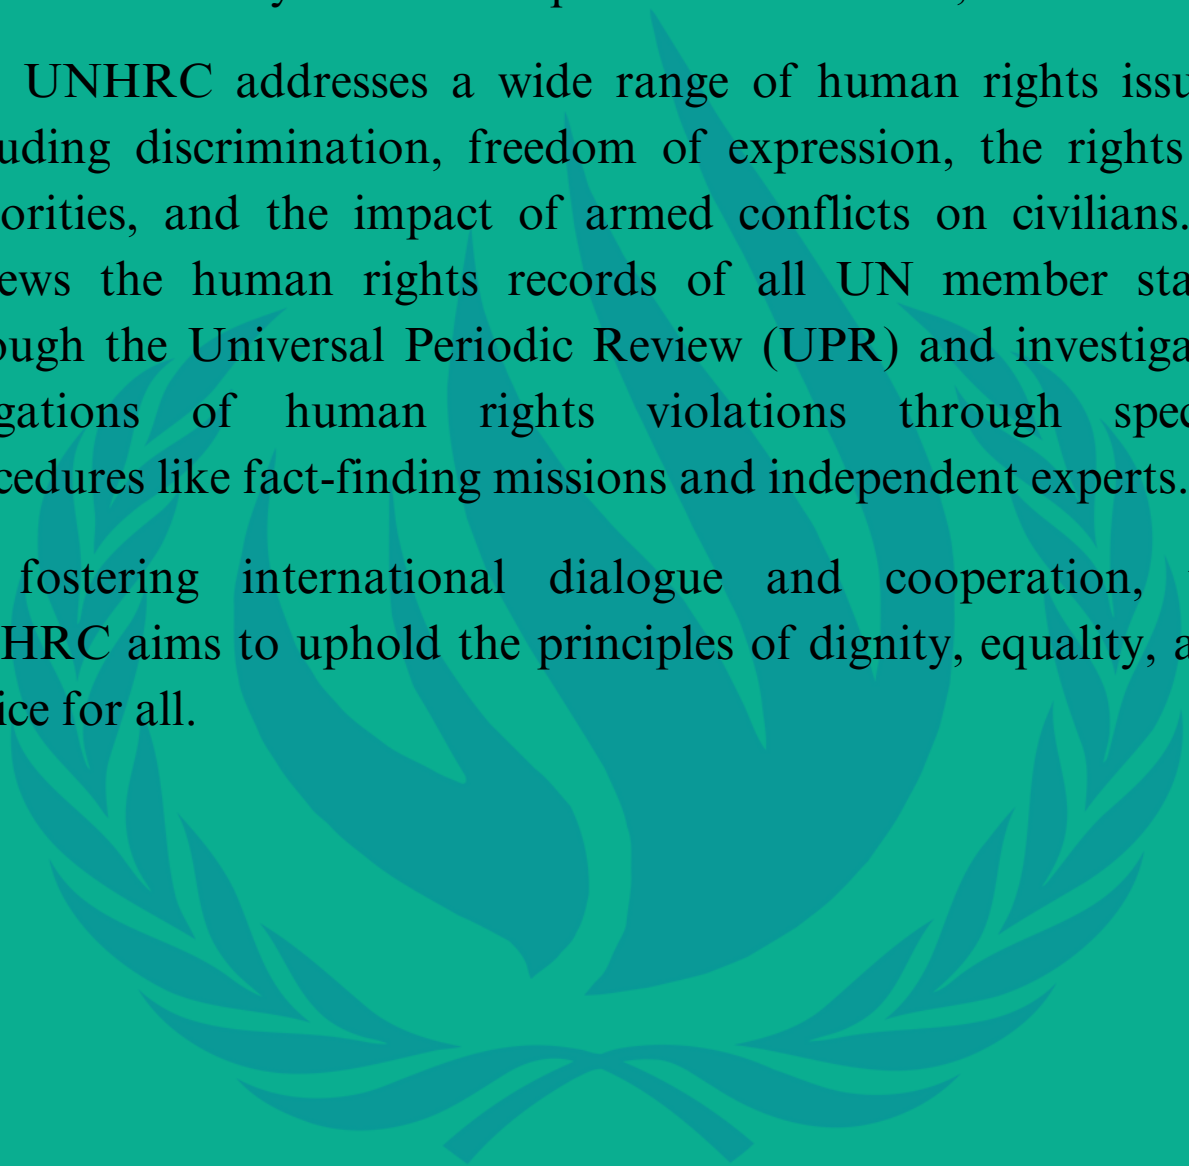 UNHRC addresses a wide range of human rights issu
uding discrimination, freedom of expression, the rights
orities, and the impact of armed conflicts on civilians.
ews the human rights records of all UN member sta
ough the Universal Periodic Review (UPR) and investiga
gations of human rights violations through spec
cedures like fact-finding missions and independent experts.
fostering international dialogue and cooperation,
HRC aims to uphold the principles of dignity, equality, a
ice for all.